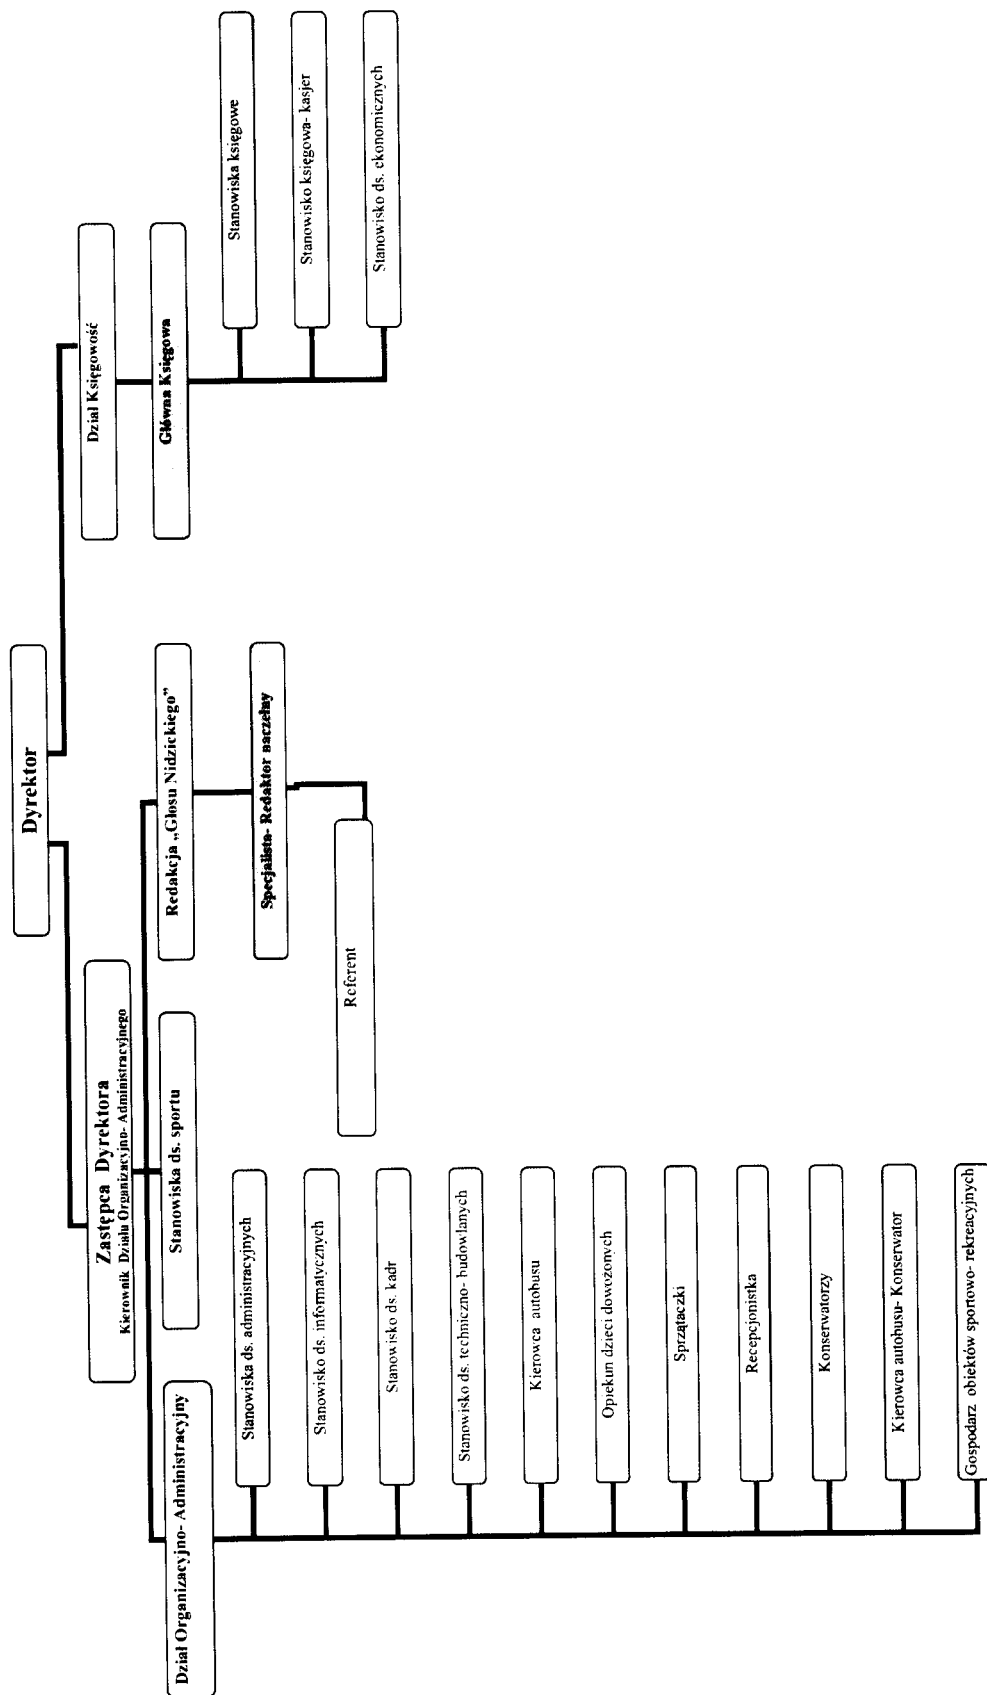 Dyrektor
Zastępca Dyrektora
Kierownik Działu Organizacyjno- Administracyjnego
Dział Księgowość
Dział Organizacyjno- Administracyjny
Stanowiska ds. sportu
Redakcja „Głosu Nidzickiego”
Główna Księgowa
Stanowiska ds. administracyjnych
Stanowisko ds. informatycznych
Stanowisko ds. kadr
Stanowisko ds. techniczno- budowlanych
Kierowca autobusu
Opiekun dzieci dowożonych
Sprzątaczki
Recepcjonistka
Konserwatorzy
Kierowca autobusu- Konserwator
Gospodarz obiektów sportowo- rekreacyjnych
Specjalista- Redaktor naczelny
Referent
Stanowiska księgowe
Stanowisko księgowa- kasjer
Stanowisko ds. ekonomicznych